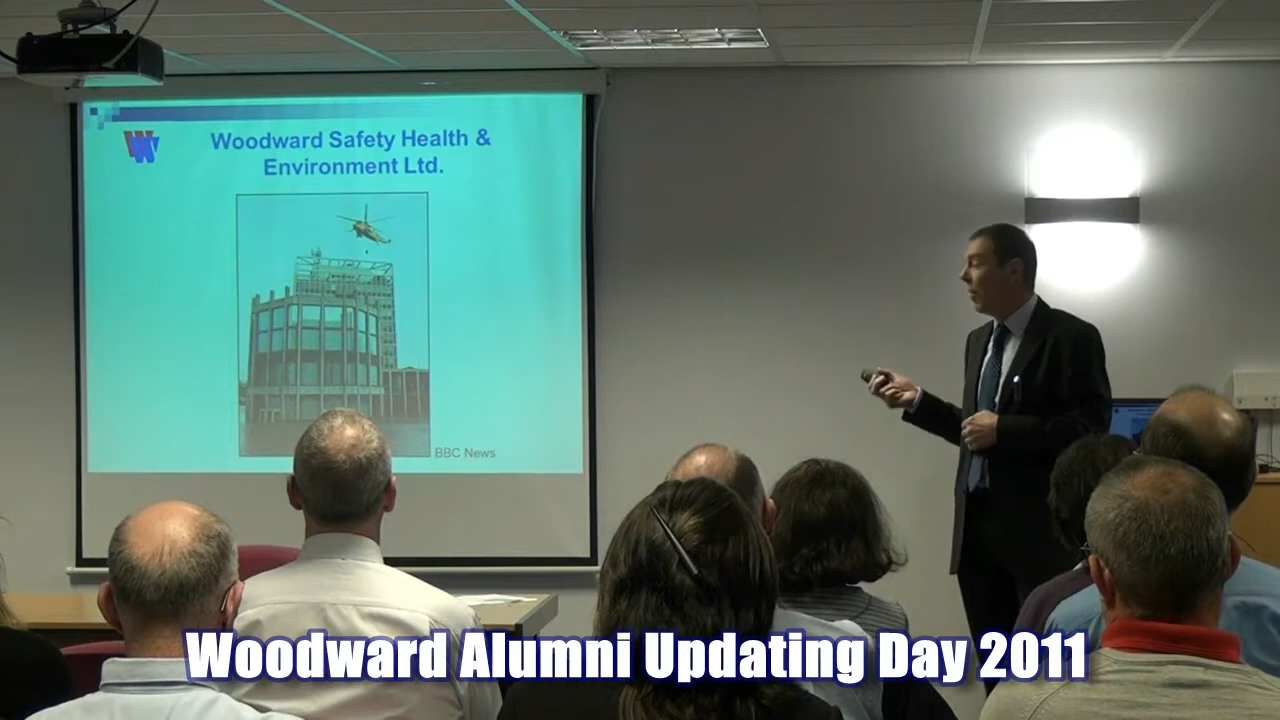 Woodward Safety Health &
Environment Ltd.
BBC News
Woodward Alumni Updating Day 2011